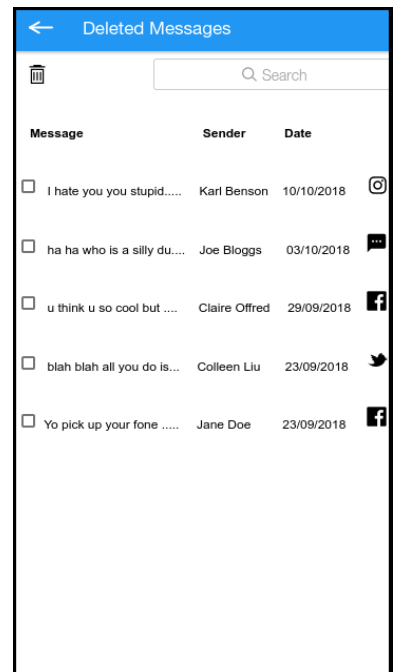 Deleted Messages
Search
Message Sender Date
I hate you you stupid..... Karl Benson 10/10/2018
ha ha who is a silly du.... Joe Bloggs 03/10/2018
u think u so cool but .... Claire Offred 29/09/2018
blah blah all you do is... Colleen Liu 23/09/2018
Yo pick up your fone ..... Jane Doe 23/09/2018